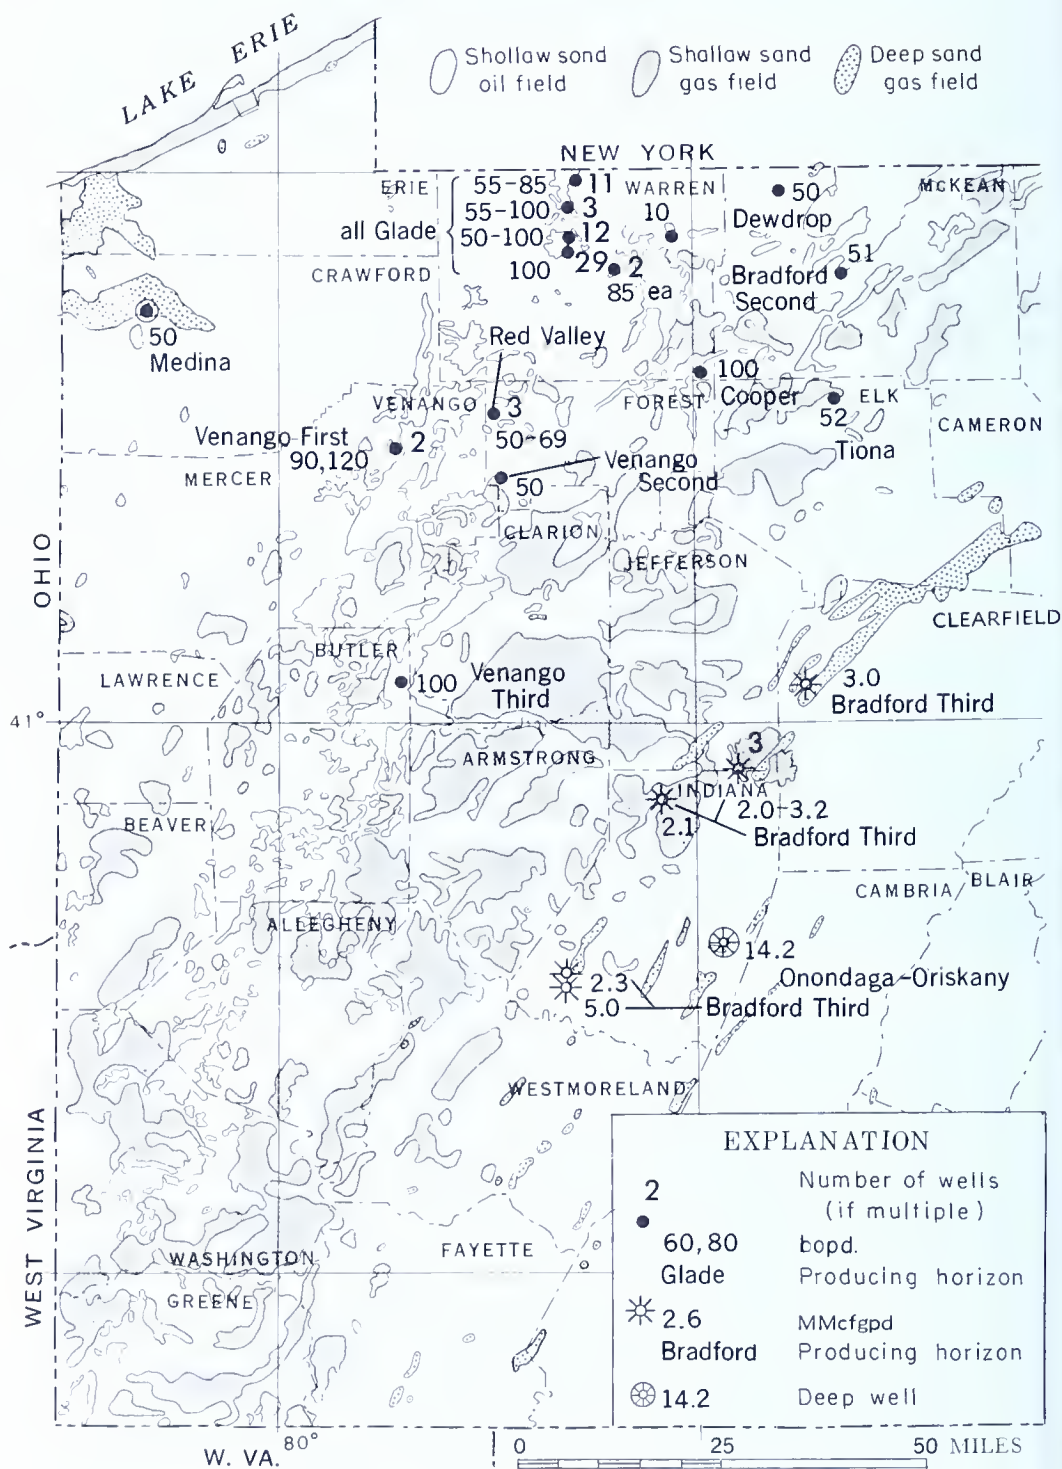 LAKE ERIE
Shollaw sond
oil field
Shallaw sand
gas field
Deep sand
gas field
NEW YORK
ERIE
55-85
11
WARREN
McKEAN
55-100
3
10
50
Dewdrop
all Glade
50-100
12
CRAWFORD
100
29
2
85 ea
51
Bradford
Second
50
Medina
Red Valley
100
Cooper
VENANGO
3
FOREST
ELK
52
Tiona
CAMERON
50-69
Venango First
90,120
2
MERCER
Venango
Second
50
CLARION
JEFFERSON
OHIO
CLEARFIELD
BUTLER
LAWRENCE
100
Venango
Third
3.0
Bradford Third
41°
ARMSTRONG
3
INDIANA
2.0-3.2
2.1
Bradford Third
BEAVER
CAMBRIA
BLAIR
ALLEGHENY
14.2
Onondaga-Oriskany
2.3
5.0
Bradford Third
WESTMORELAND
WEST VIRGINIA
WASHINGTON
FAYETTE
GREENE
EXPLANATION
2
Number of wells
(if multiple)
60,80
bopd.
Glade
Producing horizon
2.6
MMcfgpd
Bradford
Producing horizon
14.2
Deep well
W. VA.
80°
0
25
50 MILES